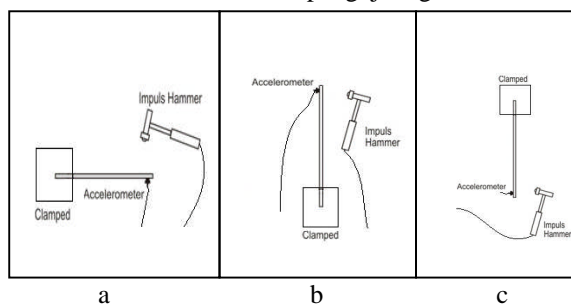 Impuls Hammer
Accelerometer
Clamped
Accelerometer
Impuls
Hammer
Clamped
Clamped
Accelerometer
Impuls
Hammer
a b c